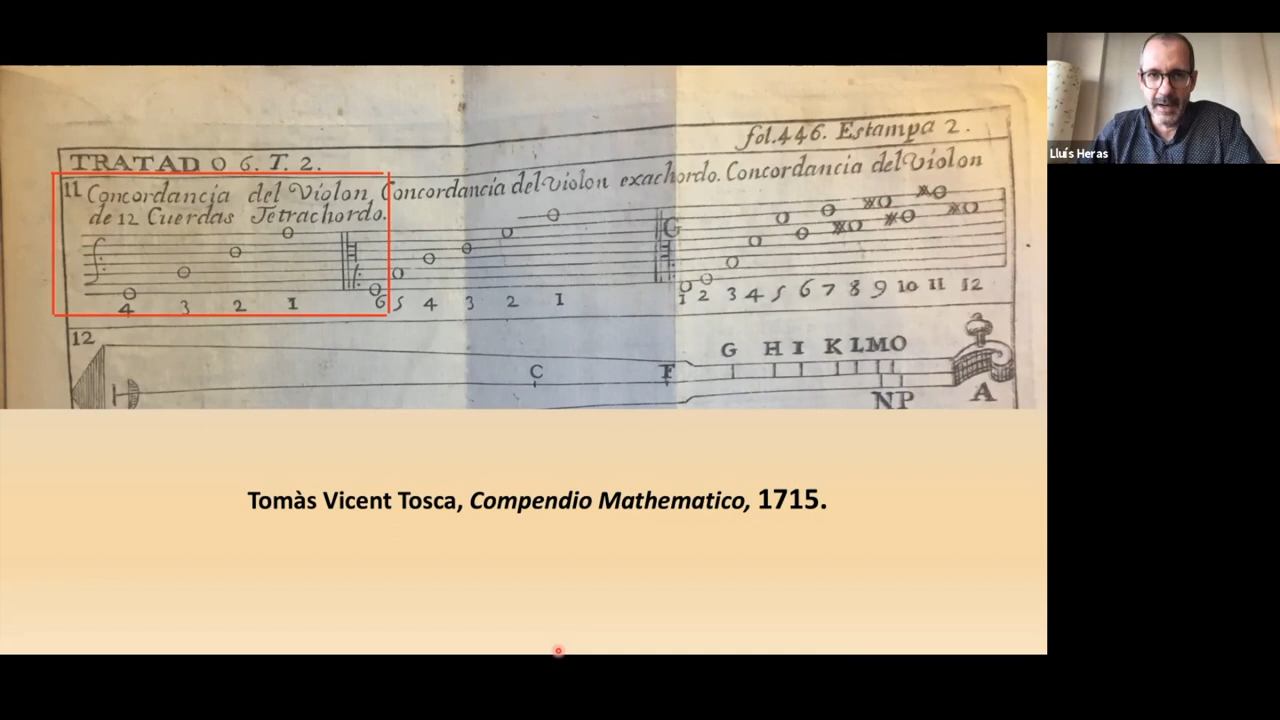 Lluís Heras
fol.446. Estampa 2.
TRATADO 6. T. 2.
11 Concordancia del Violon, Concordancia del violon exachordo. Concordancia del Violon
de 12 Cuerdas Tetrachordo.
4 3 2 1 6 5 4 3 2 1 1 2 3 4 5 6 7 8 9 10 11 12
12
G H I K L M O
C F
N P A
Tomàs Vicent Tosca, Compendio Mathematico, 1715.